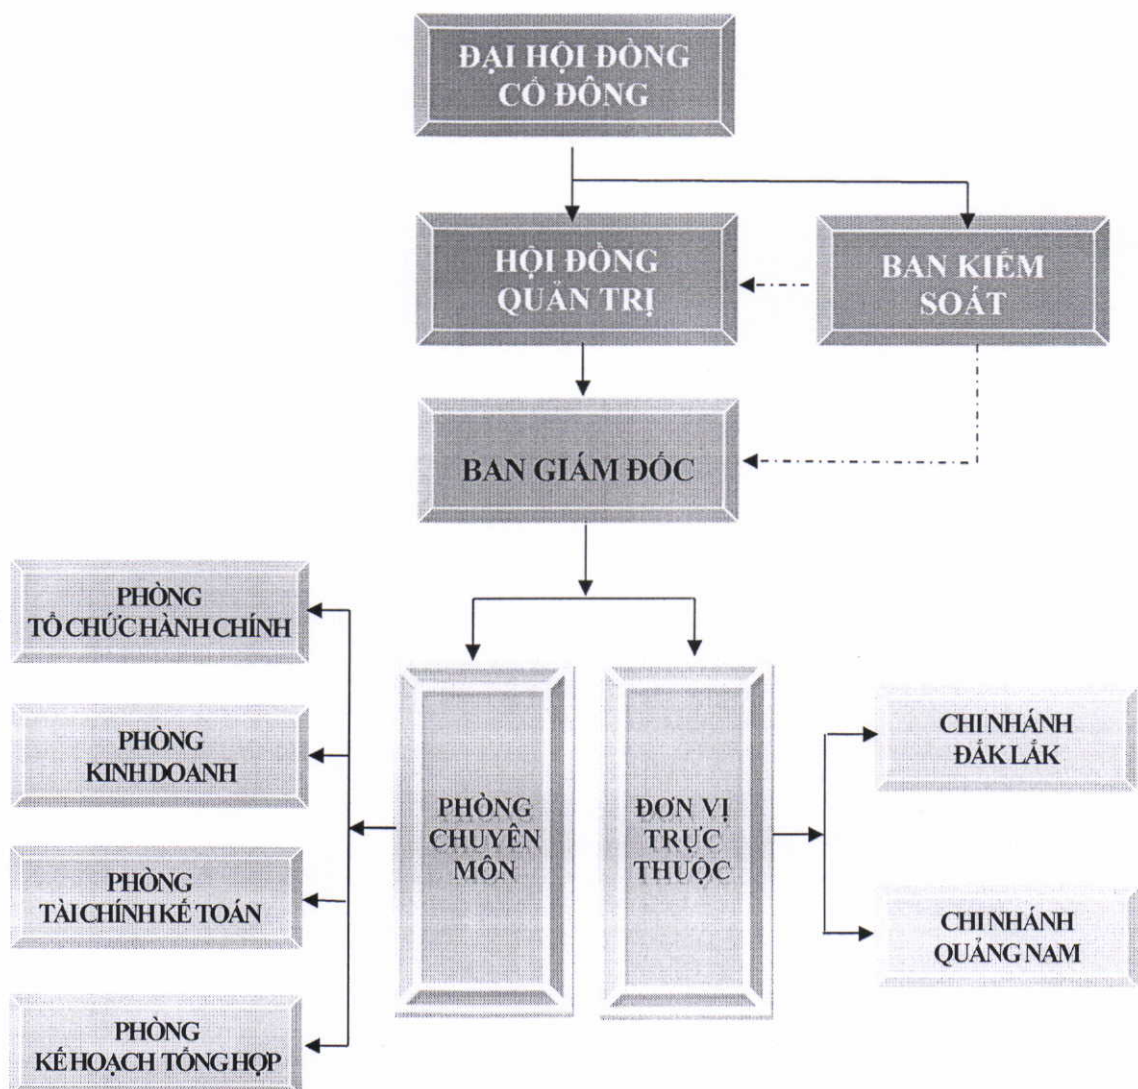 ĐẠI HỘI ĐỒNG
CỔ ĐÔNG
HỘI ĐỒNG
QUẢN TRỊ
BAN KIỂM
SOÁT
BAN GIÁM ĐỐC
PHÒNG
TỔ CHỨC HÀNH CHÍNH
PHÒNG
KINH DOANH
PHÒNG
TÀI CHÍNH KẾ TOÁN
PHÒNG
KẾ HOẠCH TỔNG HỢP
PHÒNG
CHUYÊN
MÔN
ĐƠN VỊ
TRỰC
THUỘC
CHI NHÁNH
ĐẮK LẮK
CHI NHÁNH
QUẢNG NAM